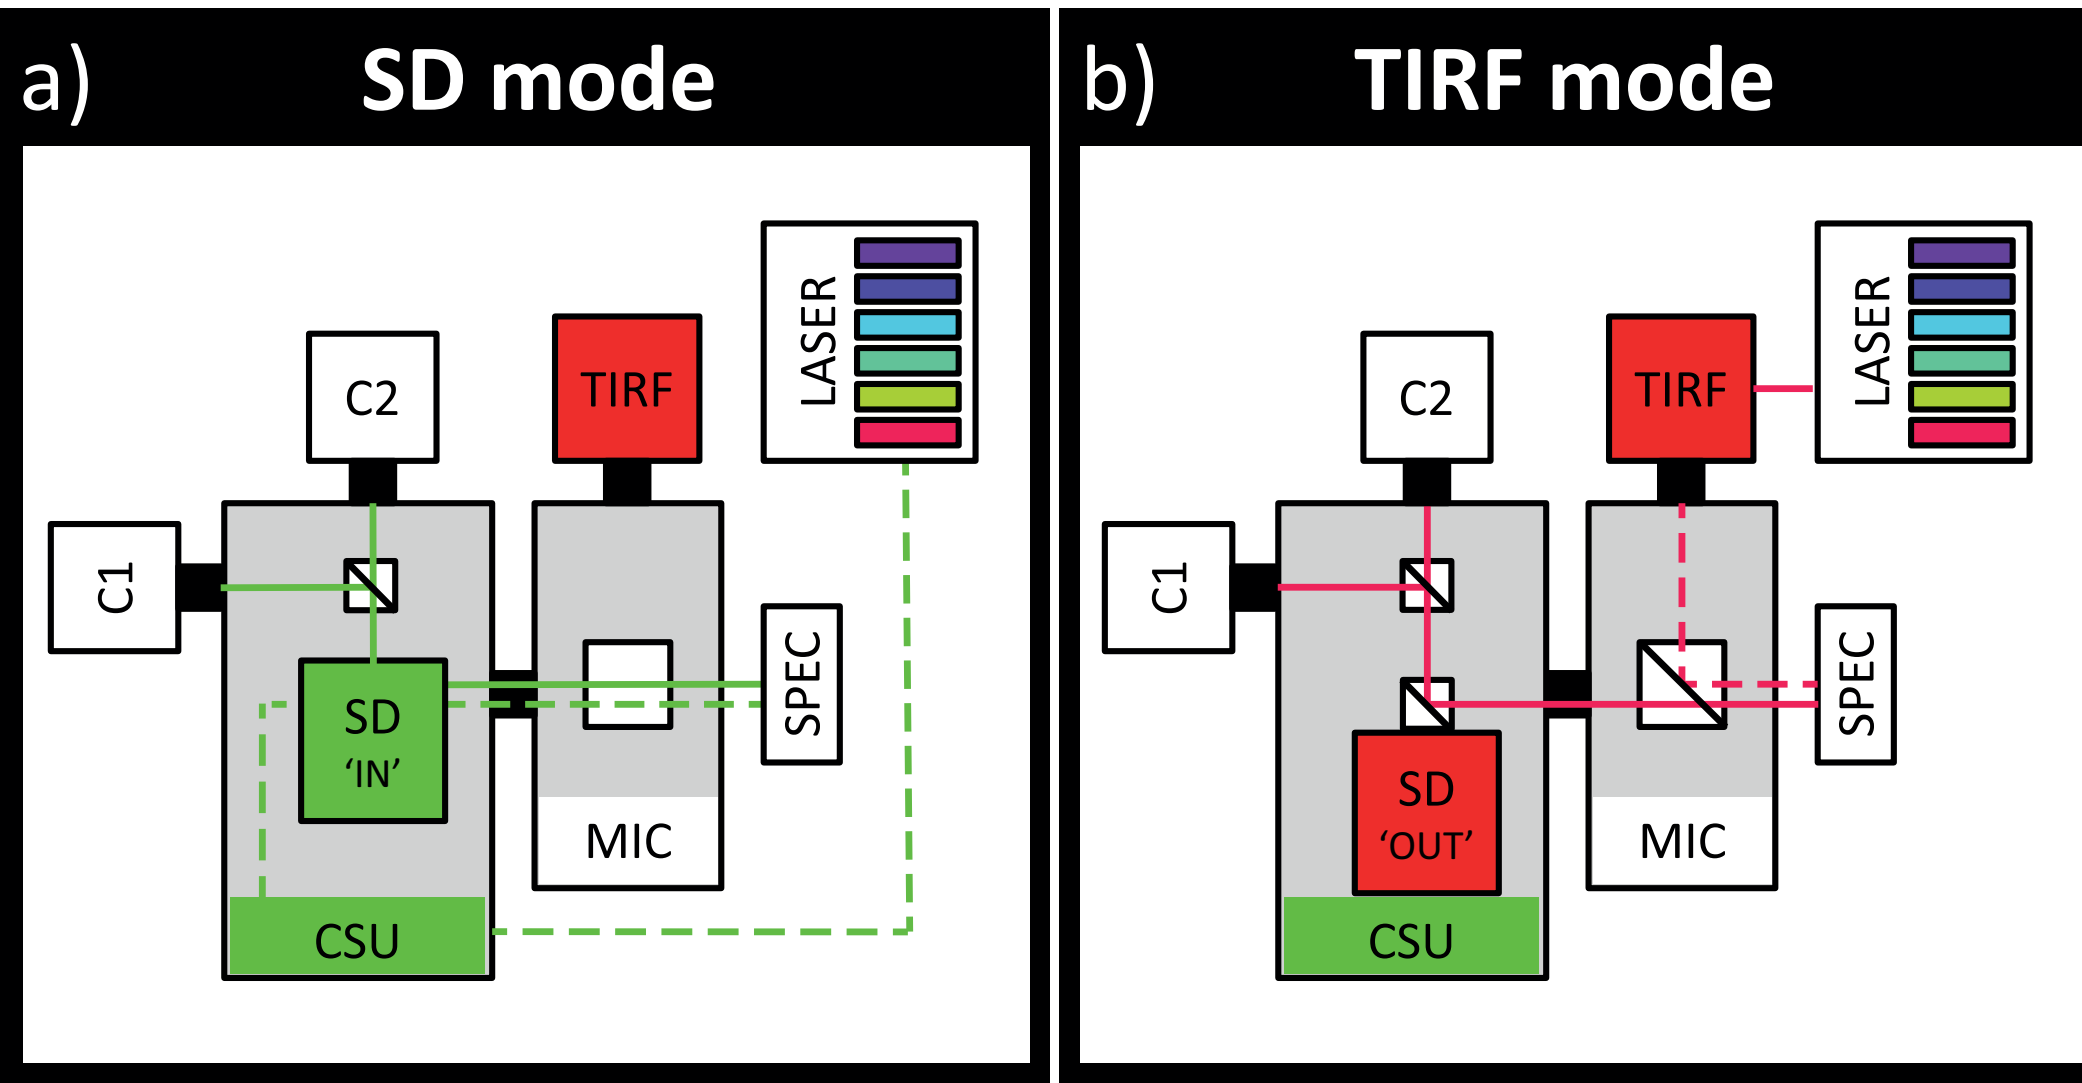 a) SD mode
LASER
C2
TIRF
C1
SPEC
SD
‘IN’
MIC
CSU
b) TIRF mode
LASER
C2
TIRF
C1
SPEC
SD
‘OUT’
MIC
CSU